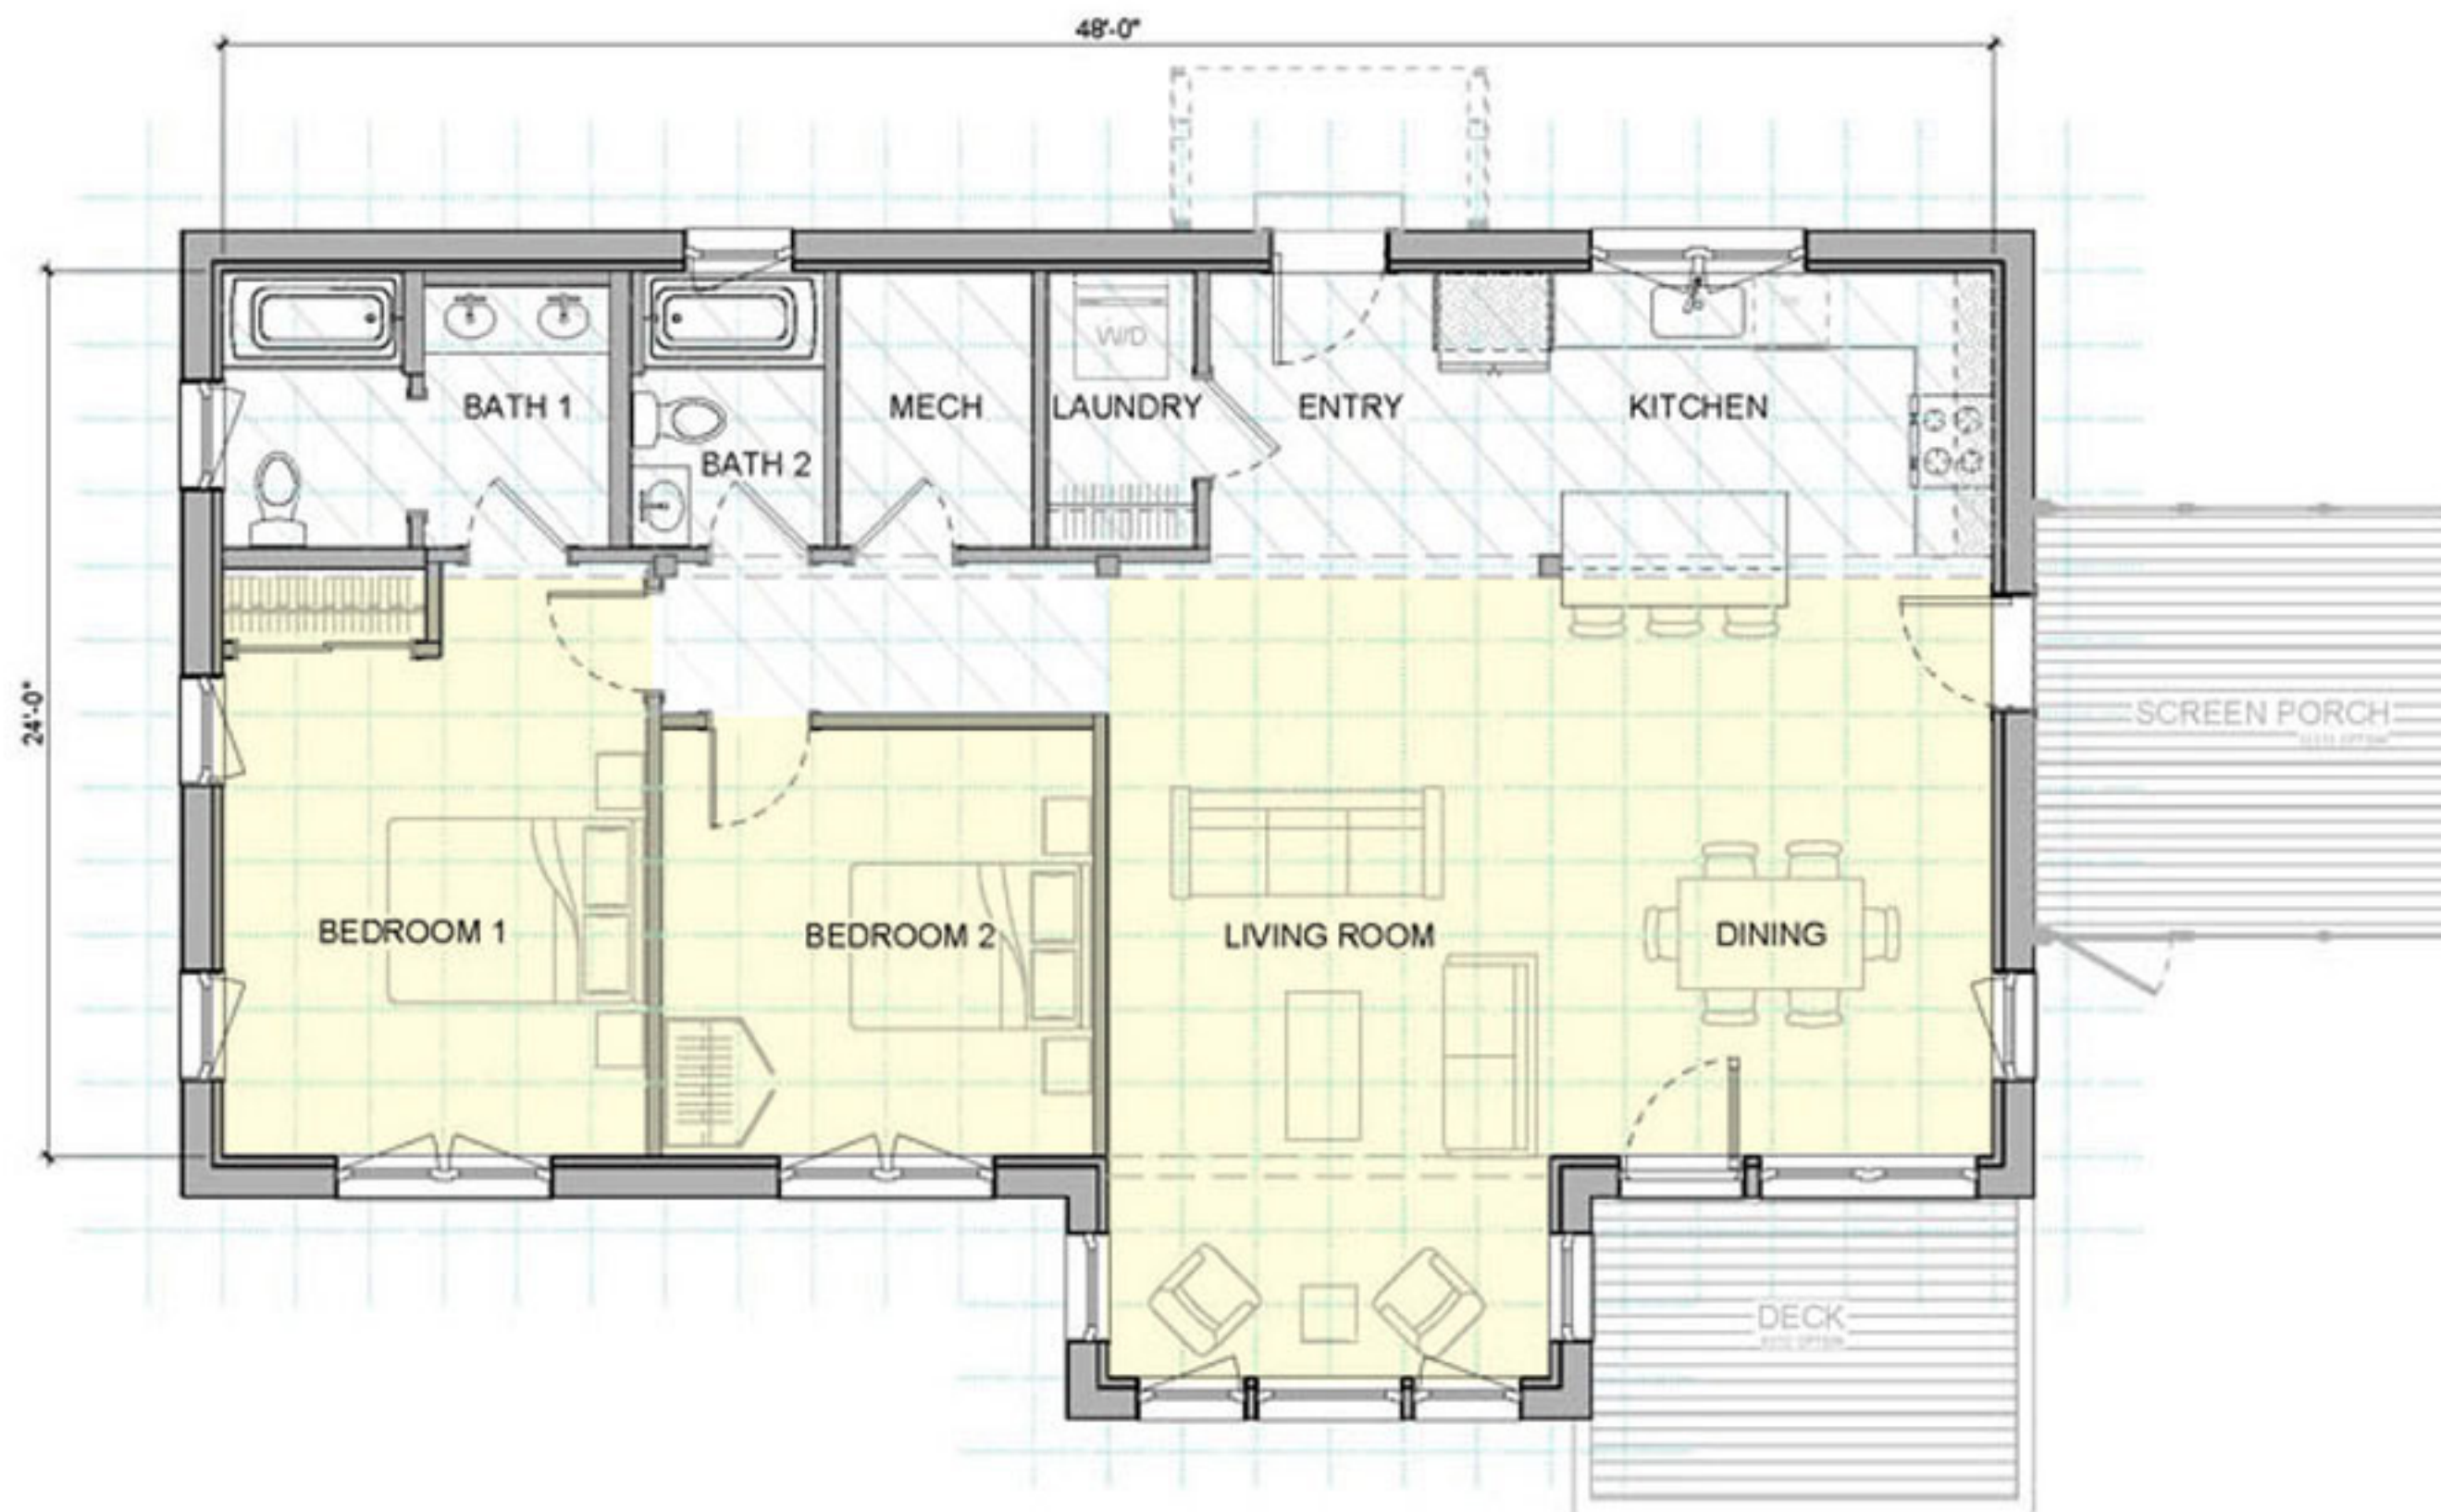 48'-0"
W/D
BATH 1
MECH
LAUNDRY
ENTRY
KITCHEN
BATH 2
24'-0"
SCREEN PORCH
BEDROOM 1
BEDROOM 2
LIVING ROOM
DINING
DECK